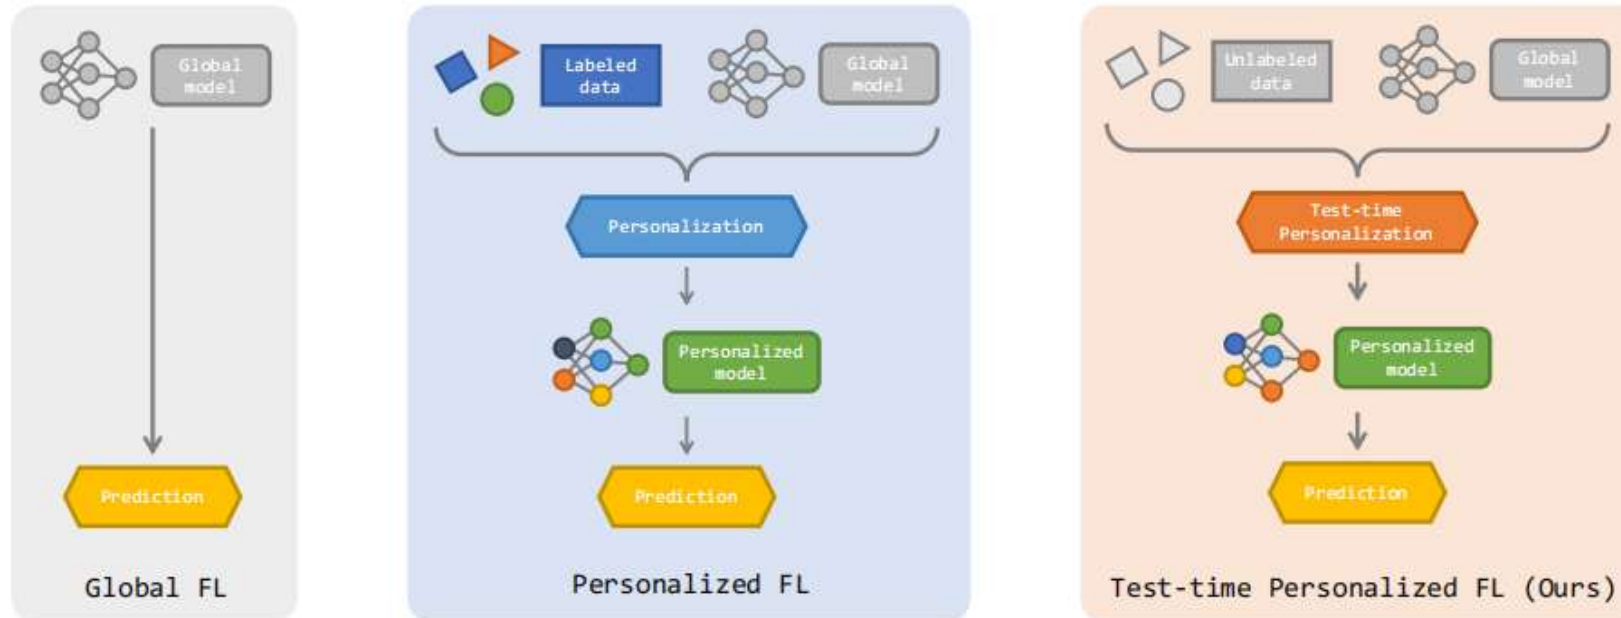 Global
model
Prediction
Global FL
Labeled
data
Global
model
Personalization
Personalized
model
Prediction
Personalized FL
Unlabeled
data
Global
model
Test-time
Personalization
Personalized
model
Prediction
Test-time Personalized FL (Ours)